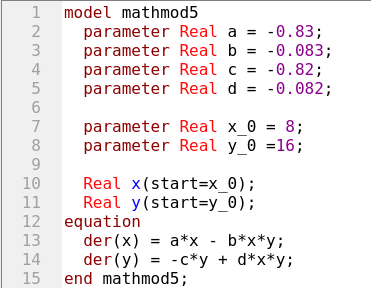 1 model mathmod5
2 parameter Real a = -0.83;
3 parameter Real b = -0.083;
4 parameter Real c = -0.82;
5 parameter Real d = -0.082;
6
7 parameter Real x_0 = 8;
8 parameter Real y_0 =16;
9
10 Real x(start=x_0);
11 Real y(start=y_0);
12 equation
13 der(x) = a*x - b*x*y;
14 der(y) = -c*y + d*x*y;
15 end mathmod5;